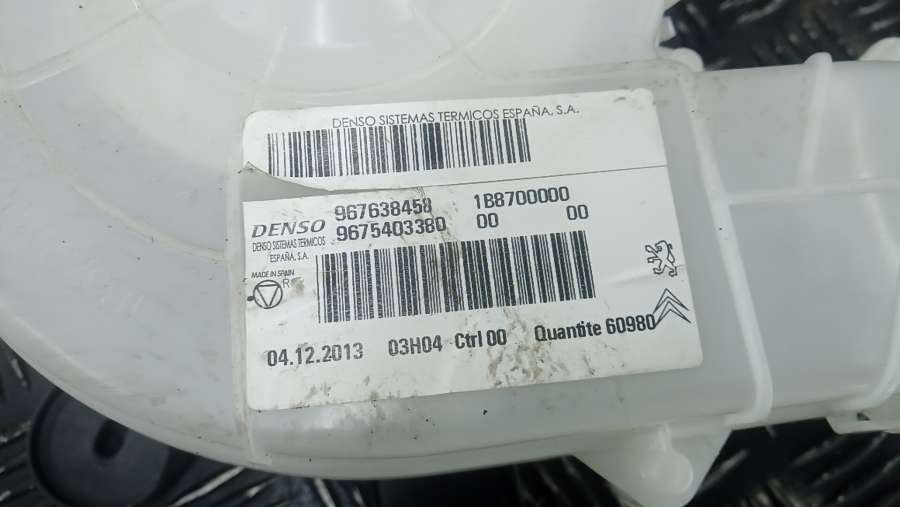 DENSO SISTEMAS TERMICOS ESPAÑA, S.A.
967638458 1B8700000
DENSO 9675403380 00 00
DENSO SISTEMAS TERMICOS
ESPAÑA, S.A.
MADE IN SPAIN
04.12.2013 03H04 Ctrl 00 Quantite 60980